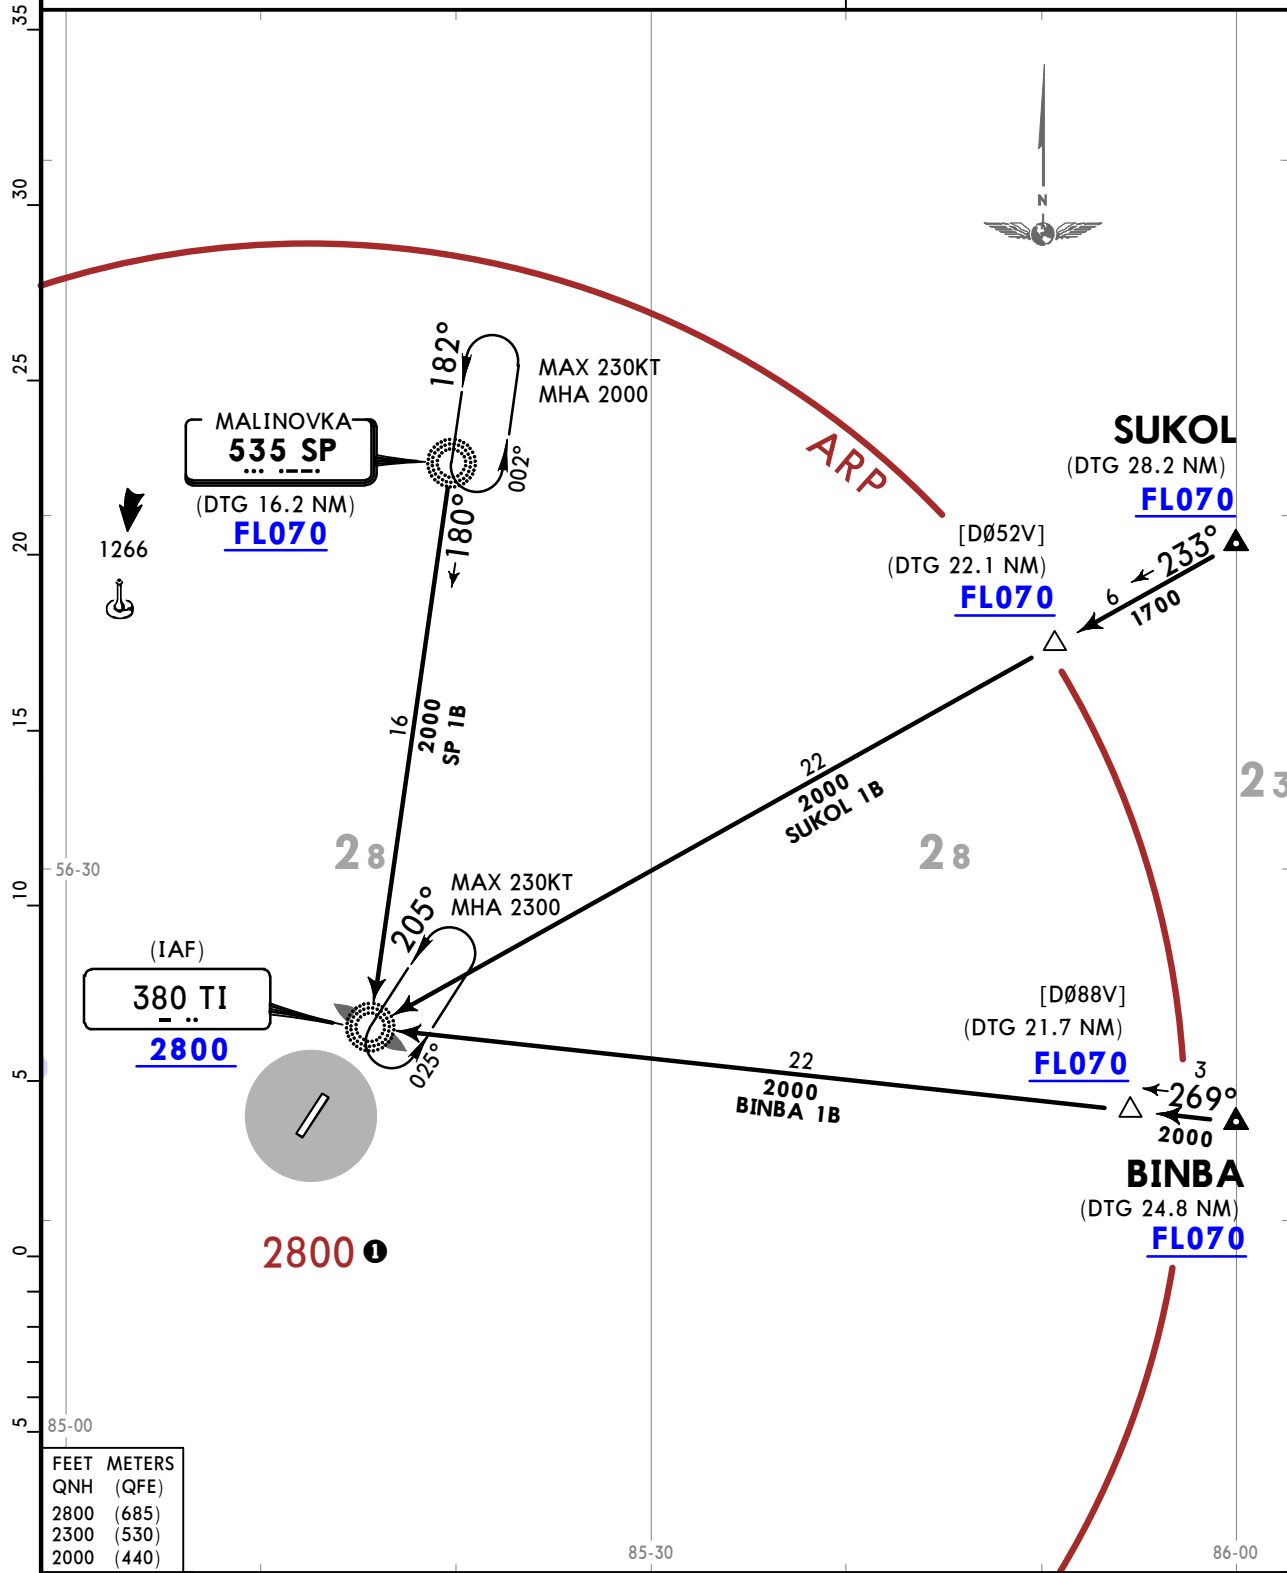 35
30
25
20
15
10
5
0
5
N
182°
MAX 230KT
MHA 2000
MALINOVKA
535 SP
(DTG 16.2 NM)
FL070
002°
180°
1266
ARP
SUKOL
(DTG 28.2 NM)
FL070
[DØ52V]
(DTG 22.1 NM)
FL070
233°
6
1700
16
2000
SP 1B
22
2000
SUKOL 1B
23
28
28
56-30
MAX 230KT
MHA 2300
205°
(IAF)
380 TI
2800
025°
[DØ88V]
(DTG 21.7 NM)
FL070
22
2000
BINBA 1B
3
269°
2000
BINBA
(DTG 24.8 NM)
FL070
2800 1
85-00
FEET METERS
QNH (QFE)
2800 (685)
2300 (530)
2000 (440)
85-30
86-00